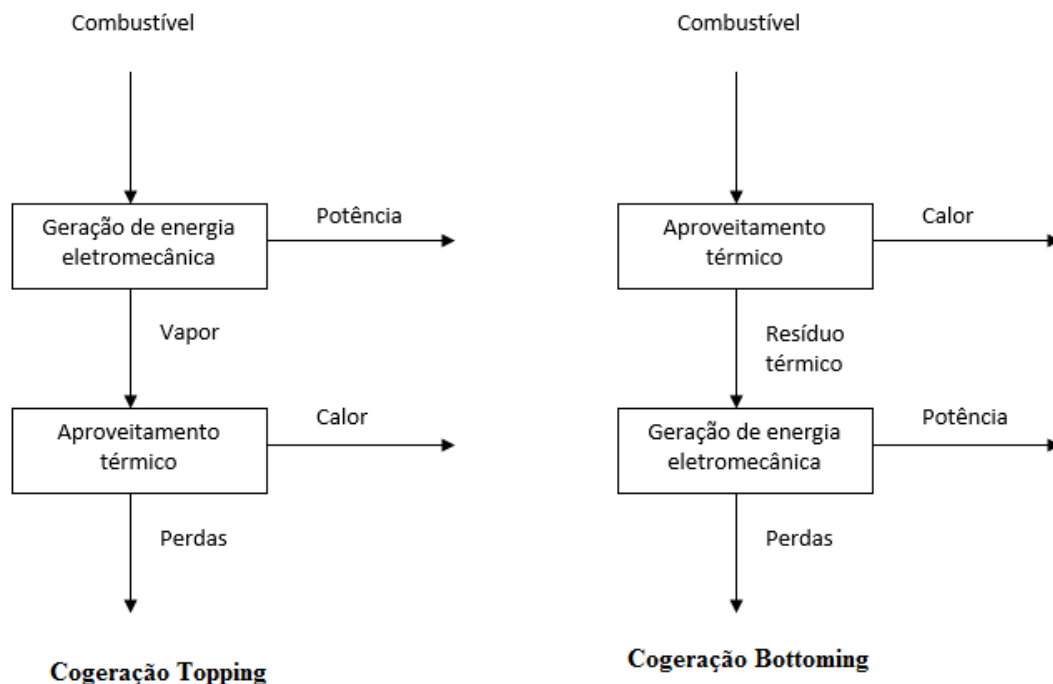 Combustível
Geração de energia
eletromecânica
Potência
Vapor
Aproveitamento
térmico
Calor
Perdas
Cogeração Topping
Combustível
Aproveitamento
térmico
Calor
Resíduo
térmico
Geração de energia
eletromecânica
Potência
Perdas
Cogeração Bottoming